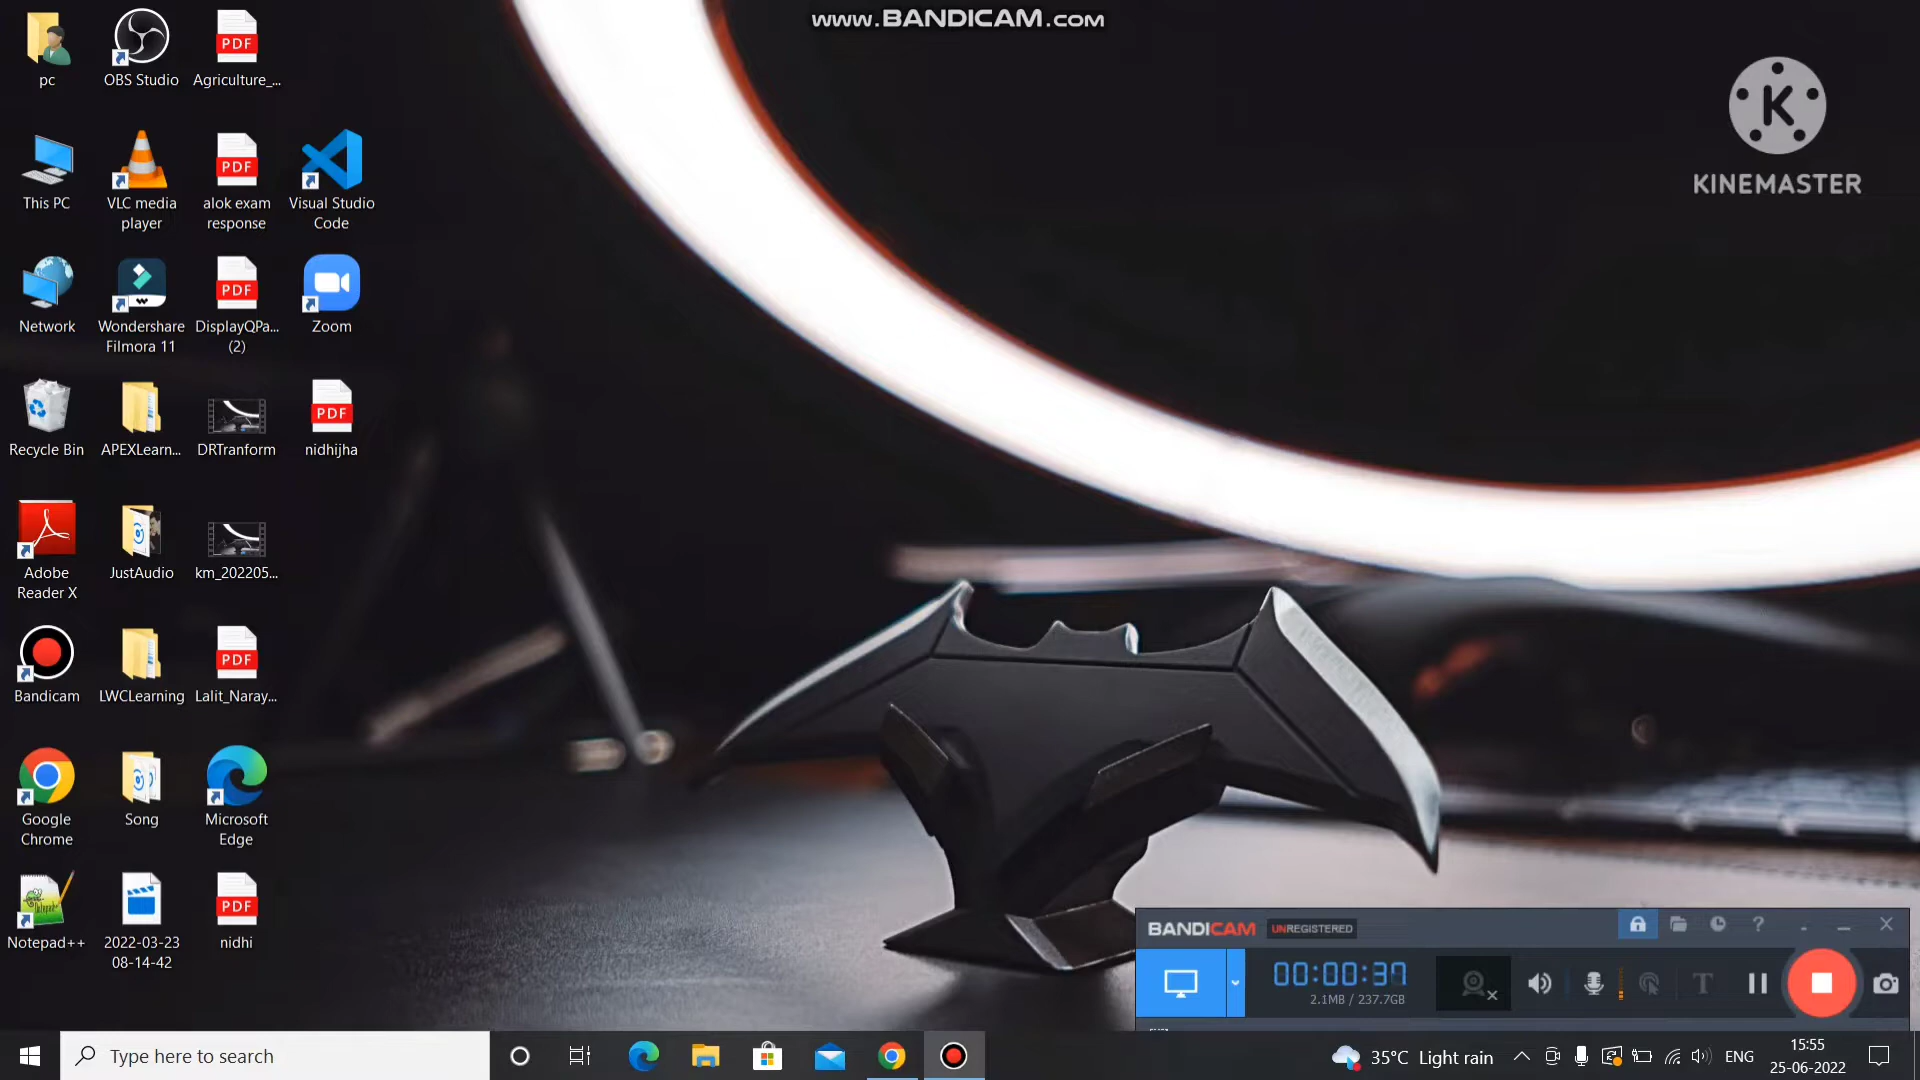 www.BANDICAM.com
KINEMASTER
pc
OBS Studio
PDF
Agriculture_...
This PC
VLC media
player
PDF
alok exam
response
Visual Studio
Code
Network
Wondershare
Filmora 11
PDF
DisplayQPa...
(2)
Zoom
Recycle Bin
APEXLearn...
DRTranform
PDF
nidhijha
Adobe
Reader X
JustAudio
km_202205...
Bandicam
LWCLearning
PDF
Lalit_Naray...
Google
Chrome
Song
Microsoft
Edge
Notepad++
2022-03-23
08-14-42
PDF
nidhi
BANDICAM UNREGISTERED
00:00:37
2.1MB / 237.7GB
Type here to search
35°C Light rain
ENG
15:55
25-06-2022